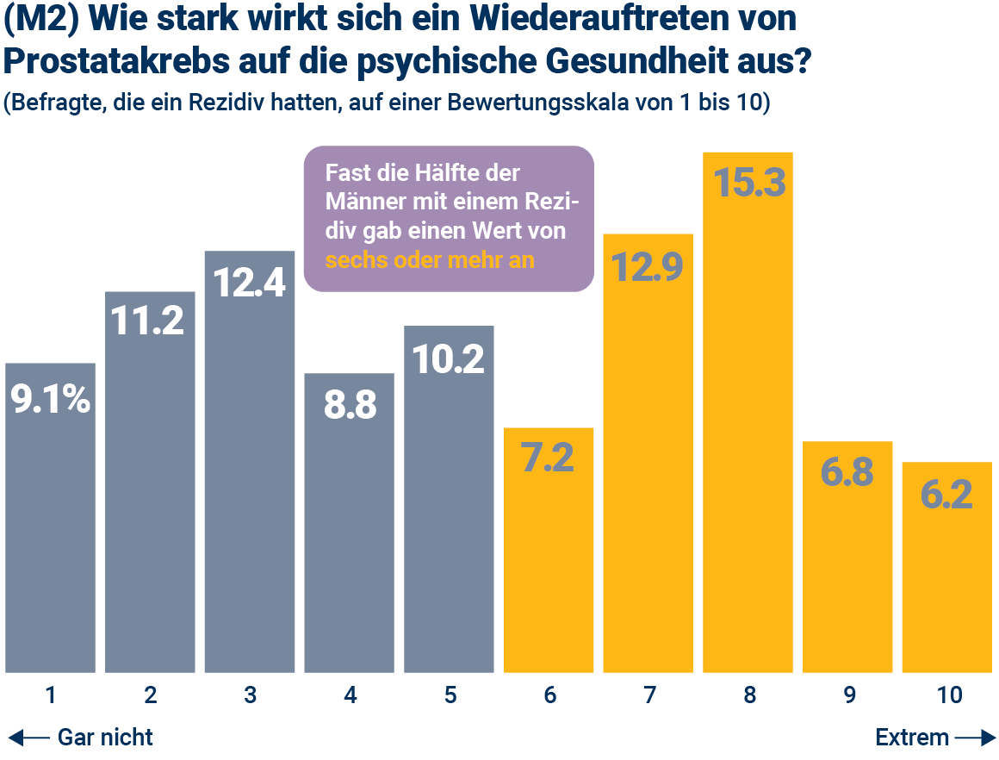 (M2) Wie stark wirkt sich ein Wiederauftreten von
Prostatakrebs auf die psychische Gesundheit aus?
(Befragte, die ein Rezidiv hatten, auf einer Bewertungsskala von 1 bis 10)
Fast die Hälfte der
Männer mit einem Rezi-
div gab einen Wert von
sechs oder mehr an
9.1%
11.2
12.4
8.8
10.2
7.2
12.9
15.3
6.8
6.2
1 2 3 4 5 6 7 8 9 10
Gar nicht
Extrem